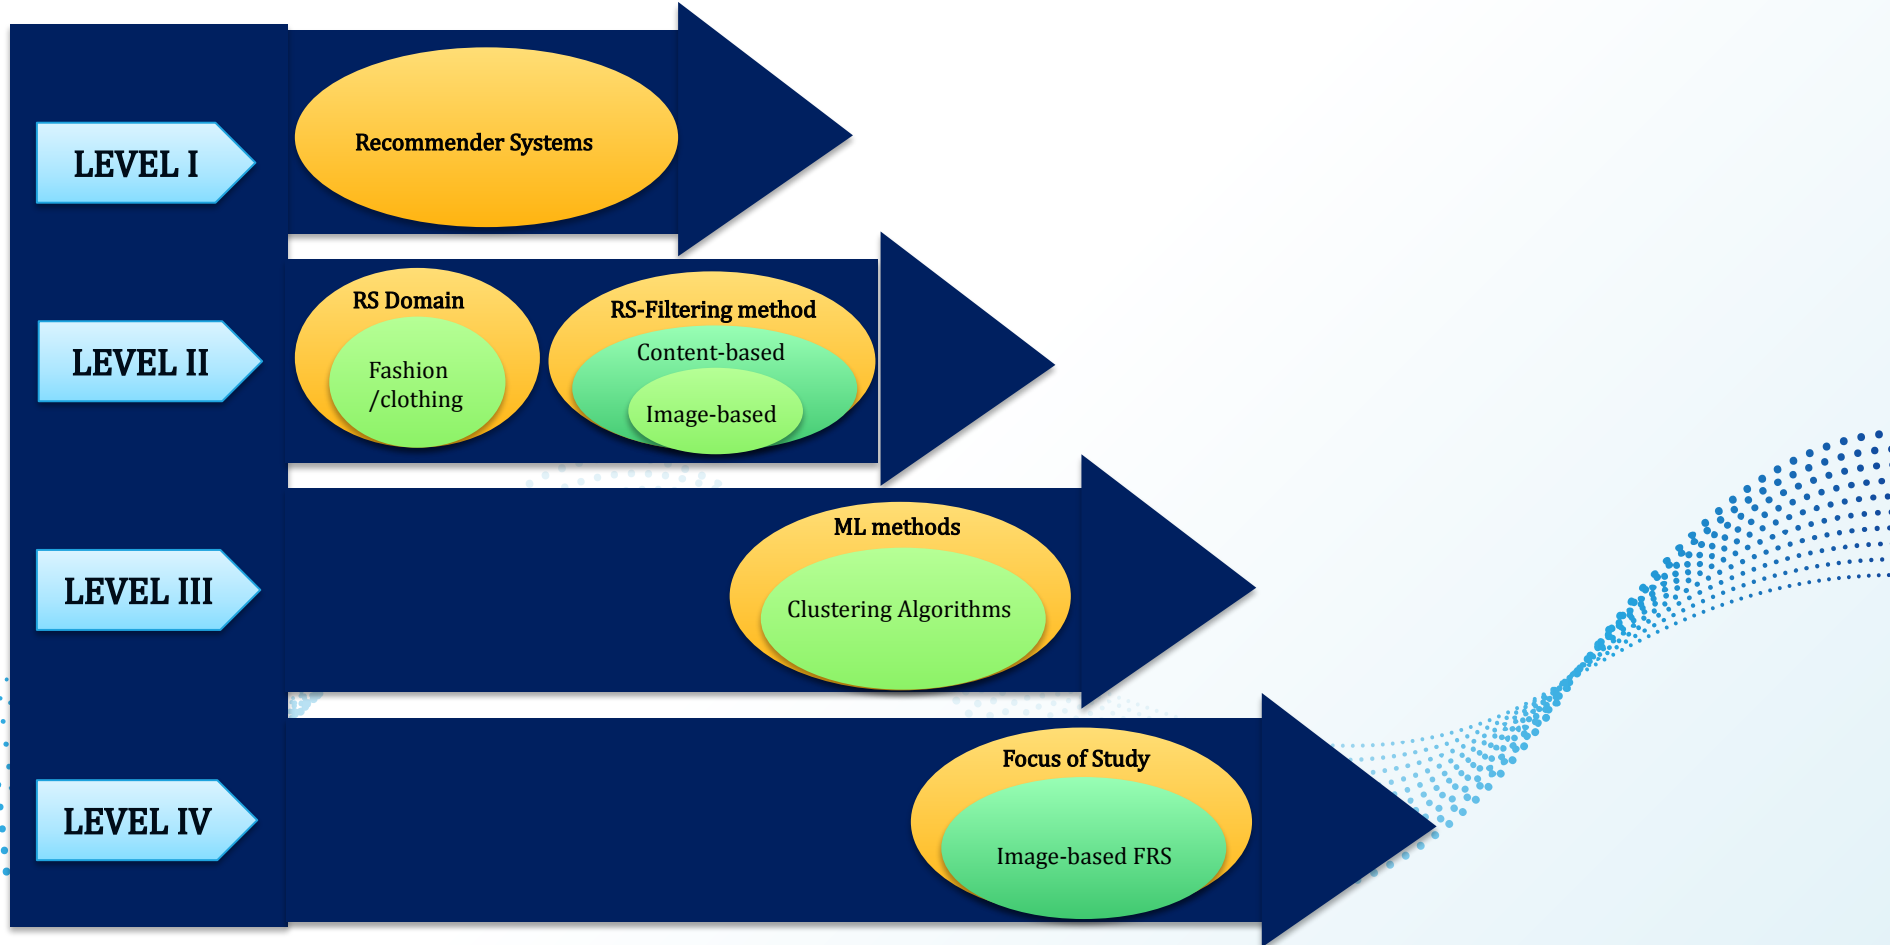 LEVEL I
Recommender Systems
LEVEL II
RS Domain
Fashion
/clothing
RS-Filtering method
Content-based
Image-based
LEVEL III
ML methods
Clustering Algorithms
LEVEL IV
Focus of Study
Image-based FRS